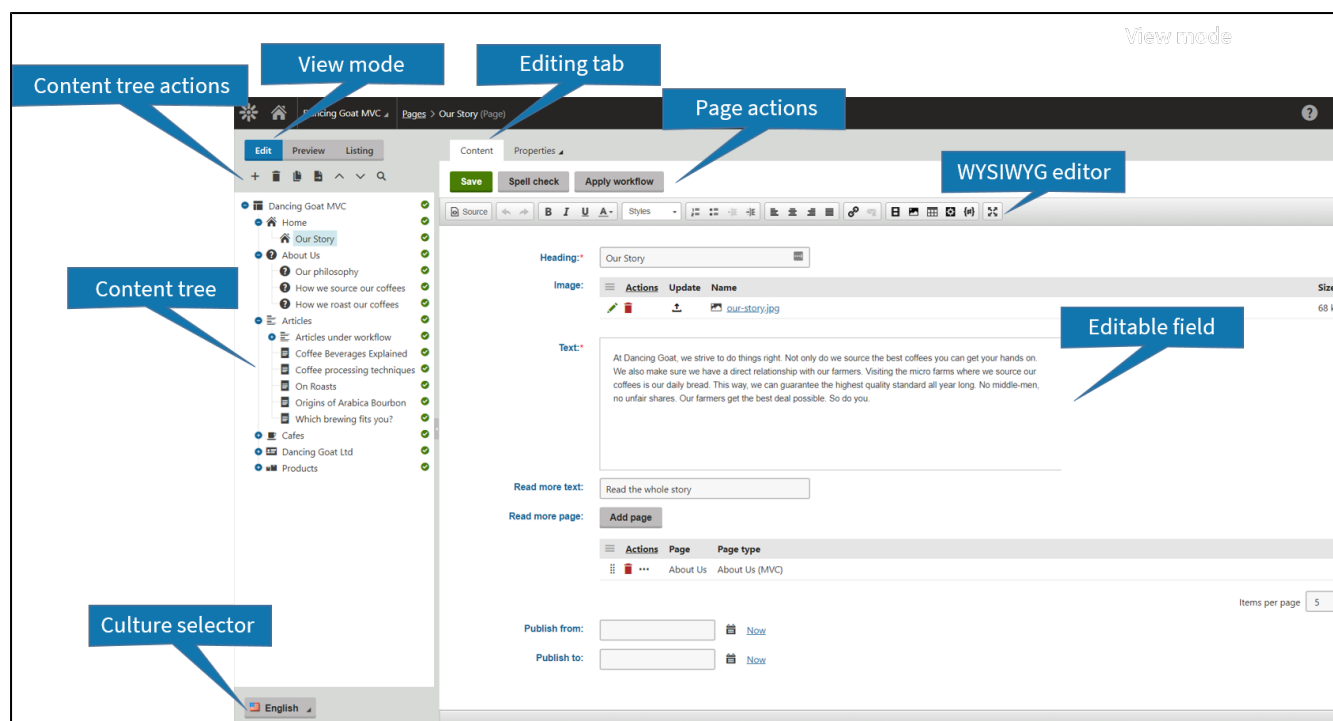 View mode
View mode
Editing tab
Content tree actions
Page actions
Dancing Goat MVC
Pages > Our Story (Page)
?
Edit Preview Listing
Content Properties
WYSIWYG editor
Save Spell check Apply workflow
Source B I U A Styles
Dancing Goat MVC
Home
Our Story
About Us
Our philosophy
How we source our coffees
How we roast our coffees
Content tree
Articles
Articles under workflow
Coffee Beverages Explained
Coffee processing techniques
On Roasts
Origins of Arabica Bourbon
Which brewing fits you?
Cafes
Dancing Goat Ltd
Products
Heading:* Our Story
Image: Actions Update Name Size
our-story.jpg 68 k
Editable field
Text:*
At Dancing Goat, we strive to do things right. Not only do we source the best coffees you can get your hands on.
We also make sure we have a direct relationship with our farmers. Visiting the micro farms where we source our
coffees is our daily bread. This way, we can guarantee the highest quality standard all year long. No middle-men,
no unfair shares. Our farmers get the best deal possible. So do you.
Read more text: Read the whole story
Read more page: Add page
Actions Page Page type
About Us About Us (MVC)
Items per page 5
Culture selector
Publish from: Now
Publish to: Now
English